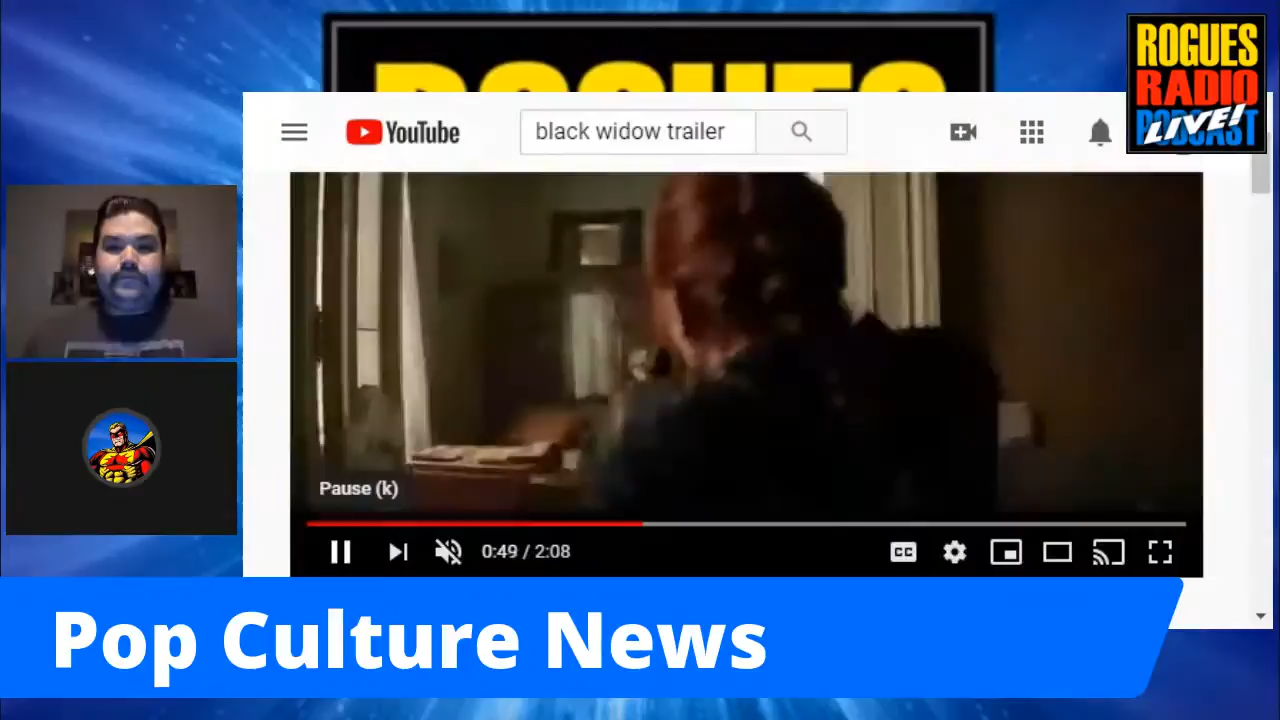 ROGUES
RADIO
PODCAST
LIVE!
YouTube
black widow trailer
Pause (k)
0:49 / 2:08
CC
Pop Culture News